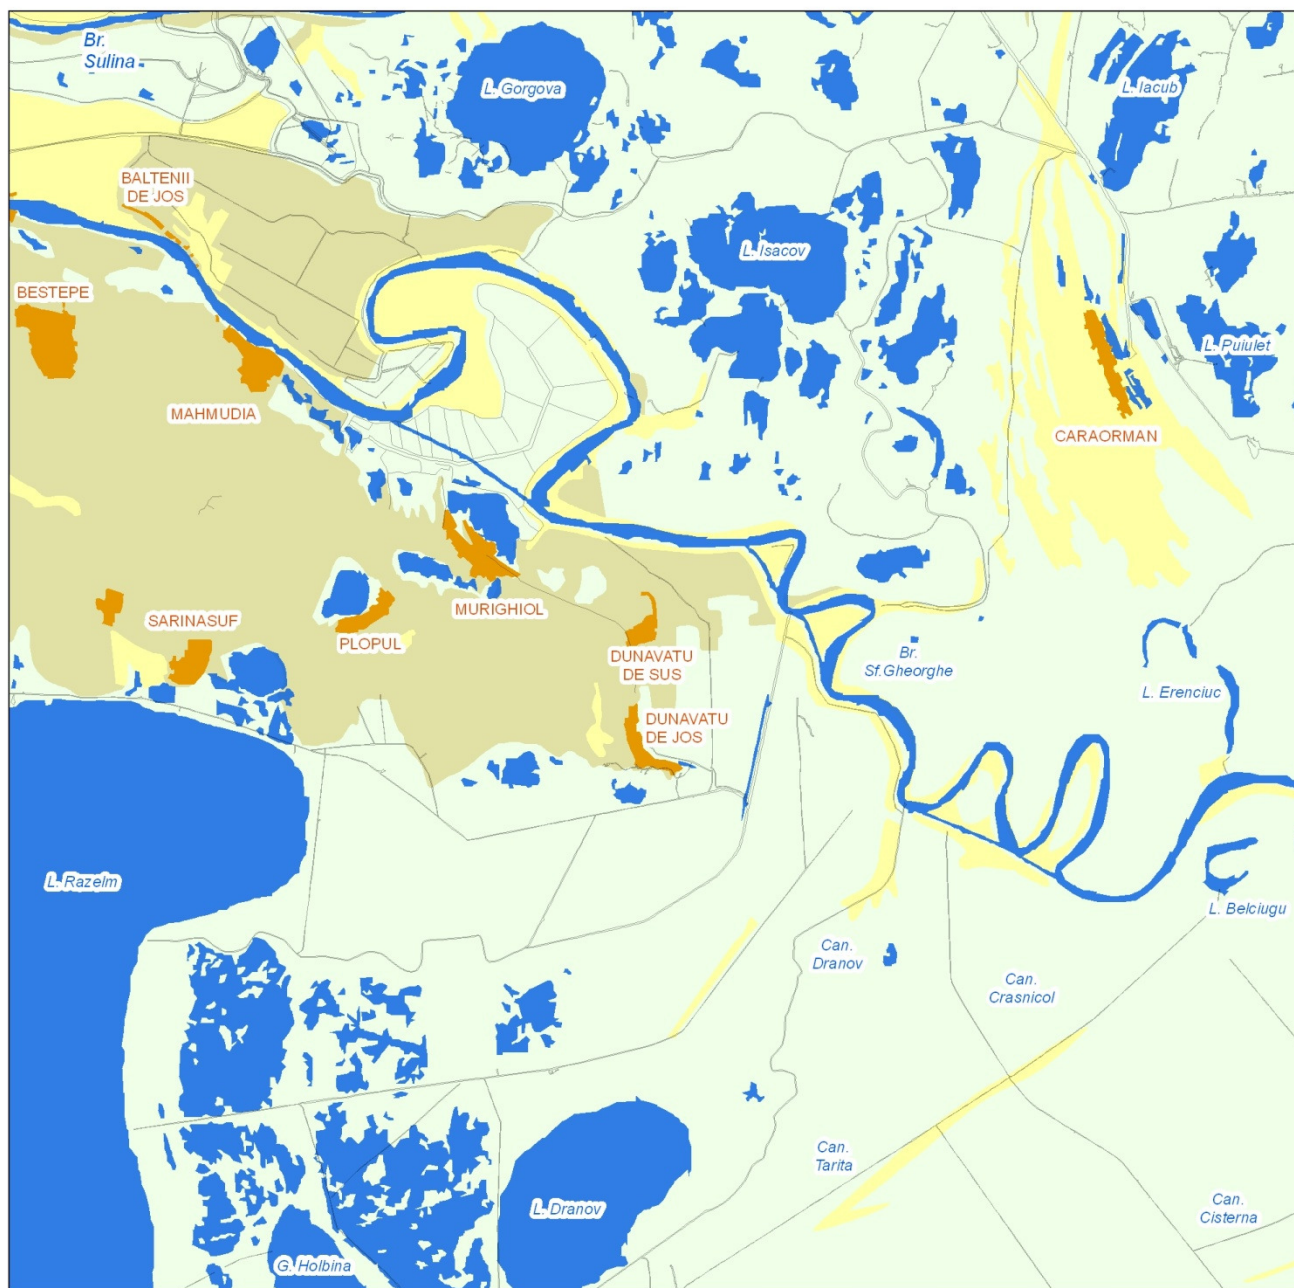 Br.
Sulina
L. Gorgova
L. Iacub
BALTENII
DE JOS
L. Isacov
BESTEPE
L. Puiulet
MAHMUDIA
CARAORMAN
MURIGHIOL
SARINASUF
PLOPUL
DUNAVATU
DE SUS
Br.
Sf.Gheorghe
L. Erenciuc
DUNAVATU
DE JOS
L. Razelm
L. Belciugu
Can.
Dranov
Can.
Crasnicol
Can.
Tarita
L. Dranov
Can.
Cisterna
G. Holbina